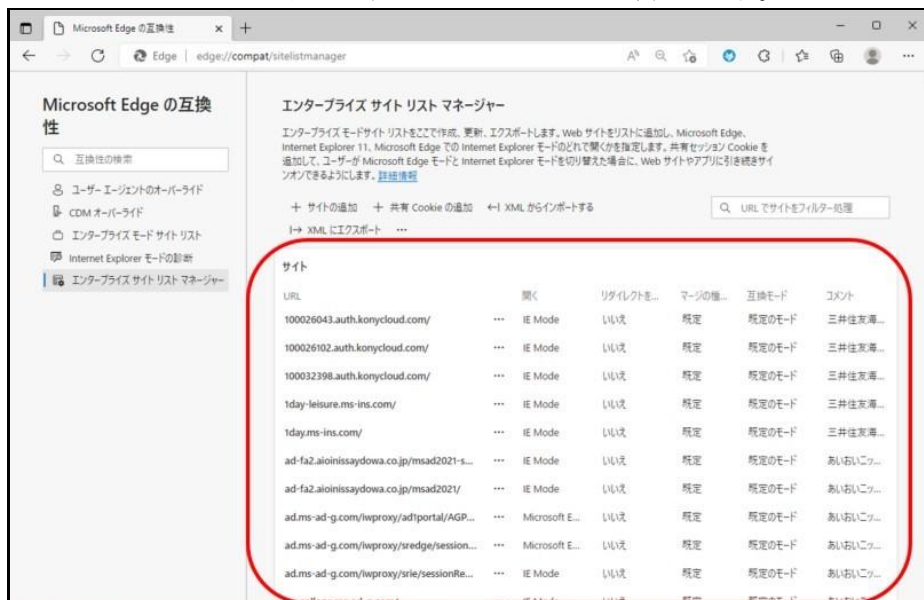 Microsoft Edge の互換性
Edge | edge://compat/sitelistmanager
Microsoft Edge の互換
性
互換性の検索
ユーザー エージェントのオーバーライド
CDM オーバーライド
エンタープライズ モード サイト リスト
Internet Explorer モードの診断
エンタープライズ サイト リスト マネージャー
エンタープライズ サイト リスト マネージャー
エンタープライズ モードサイト リストをここで作成、更新、エクスポートします。Web サイトをリストに追加し、Microsoft Edge、
Internet Explorer 11、Microsoft Edge での Internet Explorer モードのどれで開くかを指定します。共有セッション Cookie を
追加して、ユーザーが Microsoft Edge モードと Internet Explorer モードを切り替えた場合に、Web サイトやアプリに引き続きサイ
ンオンできるようにします。詳細情報
+ サイトの追加 + 共有 Cookie の追加 XML からインポートする
URL でサイトをフィルター処理
XML にエクスポート ...
サイト
URL 開く リダイレクトを... マージの種... 互換モード コメント
100026043.auth.konycloud.com/ ... IE Mode いいえ 既定 既定のモード 三井住友海...
100026102.auth.konycloud.com/ ... IE Mode いいえ 既定 既定のモード 三井住友海...
100032398.auth.konycloud.com/ ... IE Mode いいえ 既定 既定のモード 三井住友海...
1day-leisure.ms-ins.com/ ... IE Mode いいえ 既定 既定のモード 三井住友海...
1day.ms-ins.com/ ... IE Mode いいえ 既定 既定のモード 三井住友海...
ad-fa2.aioinissaydowa.co.jp/msad2021-s... ... IE Mode いいえ 既定 既定のモード あいおいニッ...
ad-fa2.aioinissaydowa.co.jp/msad2021/ ... IE Mode いいえ 既定 既定のモード あいおいニッ...
ad.ms-ad-g.com/iwproxy/ad1portal/AGP... ... Microsoft E... いいえ 既定 既定のモード あいおいニッ...
ad.ms-ad-g.com/iwproxy/sredge/session... ... Microsoft E... いいえ 既定 既定のモード あいおいニッ...
ad.ms-ad-g.com/iwproxy/srie/sessionRe... ... IE Mode いいえ 既定 既定のモード あいおいニッ...